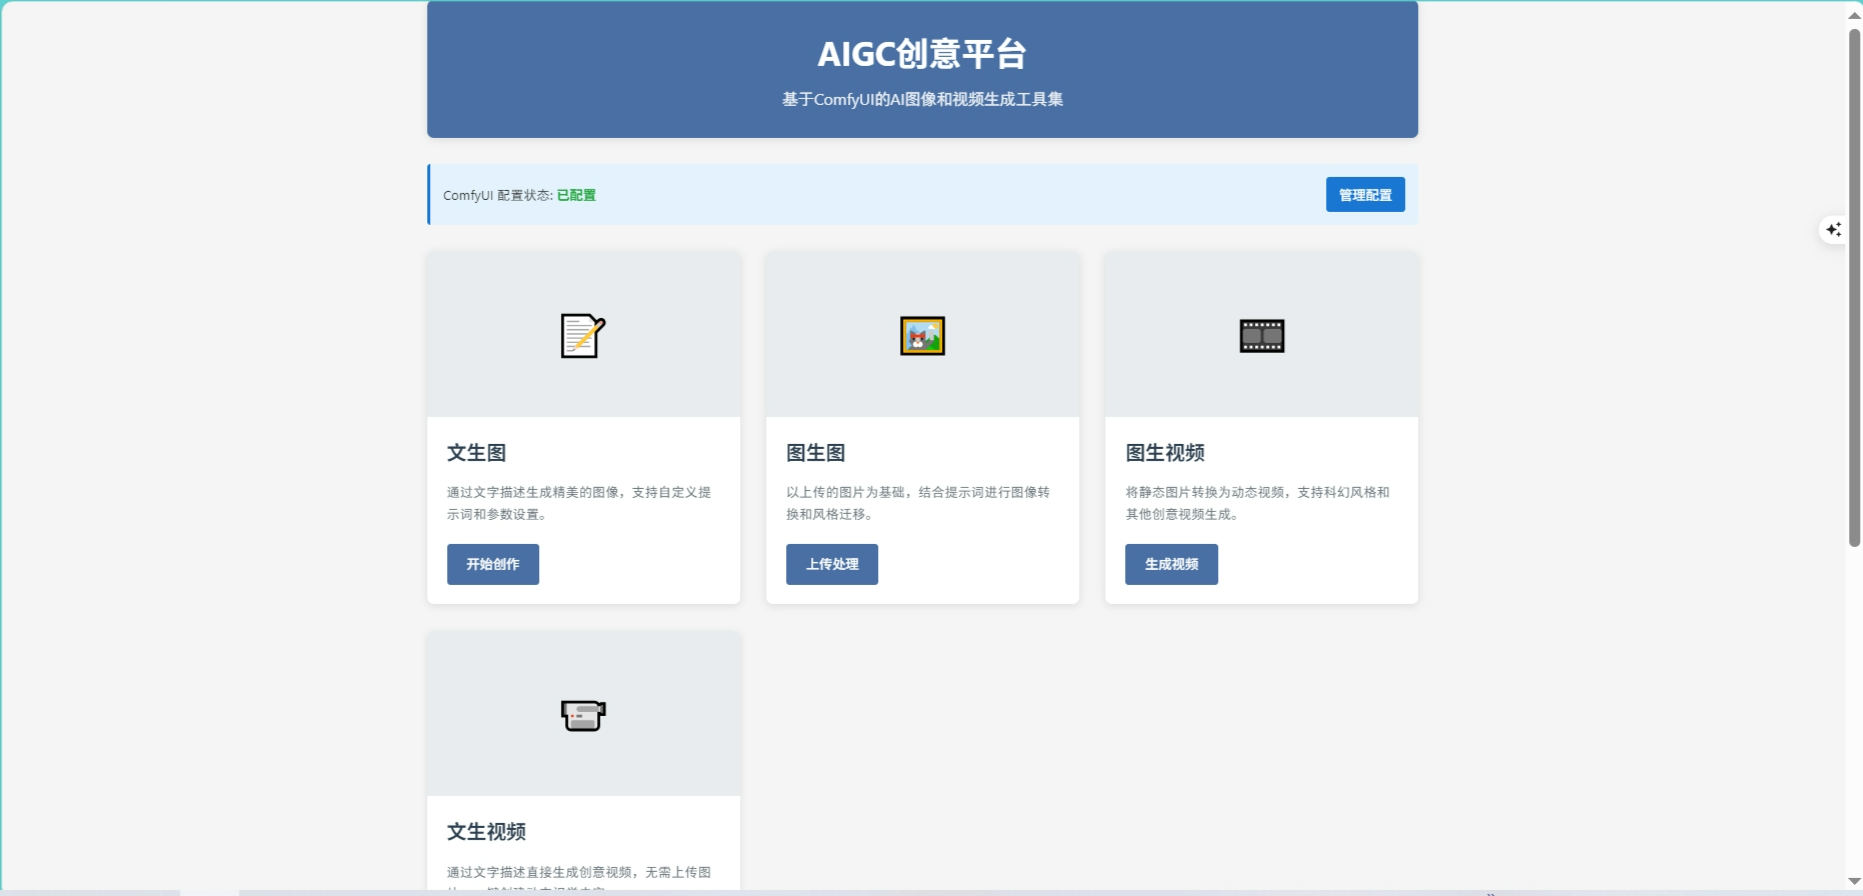 AIGC创意平台
基于ComfyUI的AI图像和视频生成工具集
ComfyUI 配置状态: 已配置
管理配置
文生图
通过文字描述生成精美的图像，支持自定义提
示词和参数设置。
开始创作
图生图
以上传的图片为基础，结合提示词进行图像转
换和风格迁移。
上传处理
图生视频
将静态图片转换为动态视频，支持科幻风格和
其他创意视频生成。
生成视频
文生视频
通过文字描述直接生成创意视频，无需上传图